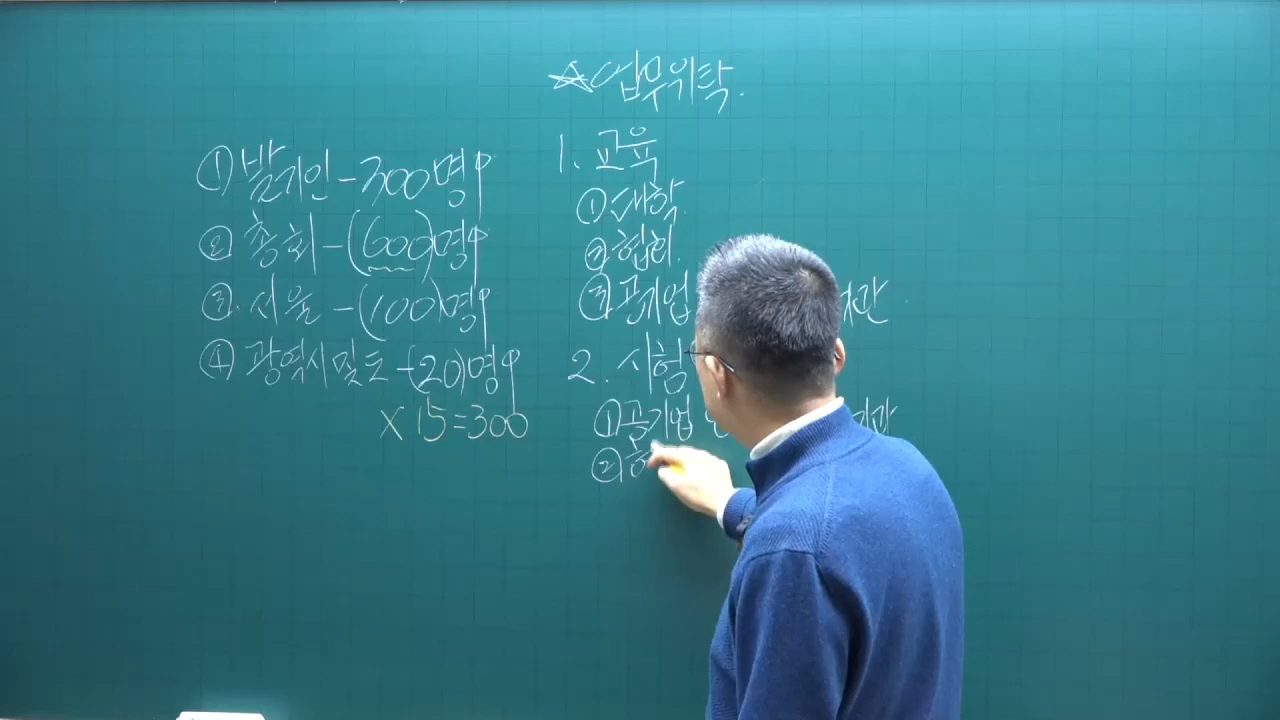 ① 발기인 - 300명↑
② 총회 - (600)명↑
③. 서울 - (100)명↑
④ 광역시 및 도 - (20)명↑
X 15 = 300
☆ 업무위탁.
1. 교육
① 대학.
② 협회.
③ 공기업
2. 시험
① 공기업
②